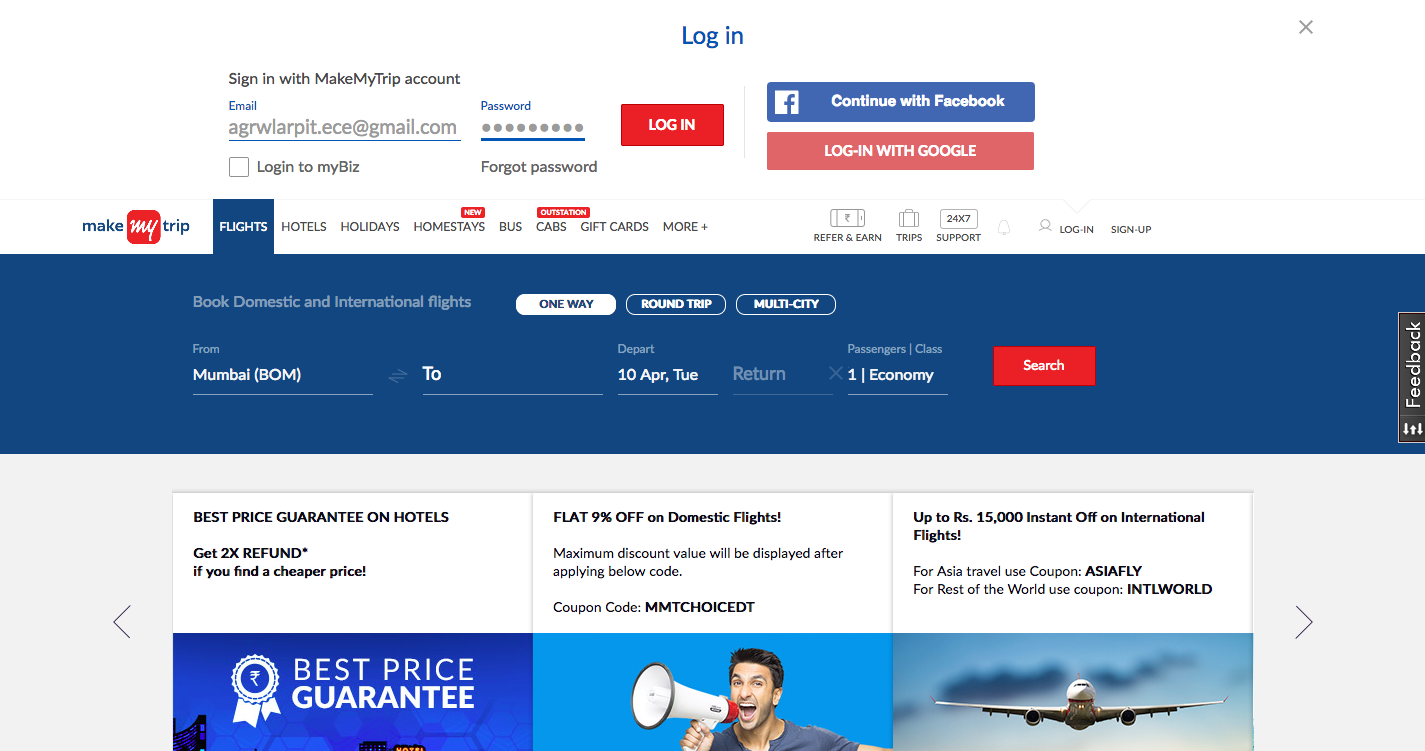 Log in
Sign in with MakeMyTrip account
Email
Password
agrwlarpit.ece@gmail.com
LOG IN
Login to myBiz
Forgot password
Continue with Facebook
LOG-IN WITH GOOGLE
make my trip
FLIGHTS
HOTELS
HOLIDAYS
NEW
HOMESTAYS
BUS
OUTSTATION
CABS
GIFT CARDS
MORE +
REFER & EARN
TRIPS
24X7
SUPPORT
LOG-IN
SIGN-UP
Book Domestic and International flights
ONE WAY
ROUND TRIP
MULTI-CITY
From
Mumbai (BOM)
To
Depart
10 Apr, Tue
Return
Passengers | Class
1 | Economy
Search
Feedback
BEST PRICE GUARANTEE ON HOTELS
Get 2X REFUND*
if you find a cheaper price!
BEST PRICE
GUARANTEE
HOTEL
FLAT 9% OFF on Domestic Flights!
Maximum discount value will be displayed after
applying below code.
Coupon Code: MMTCHOICEDT
Up to Rs. 15,000 Instant Off on International
Flights!
For Asia travel use Coupon: ASIAFLY
For Rest of the World use coupon: INTLWORLD